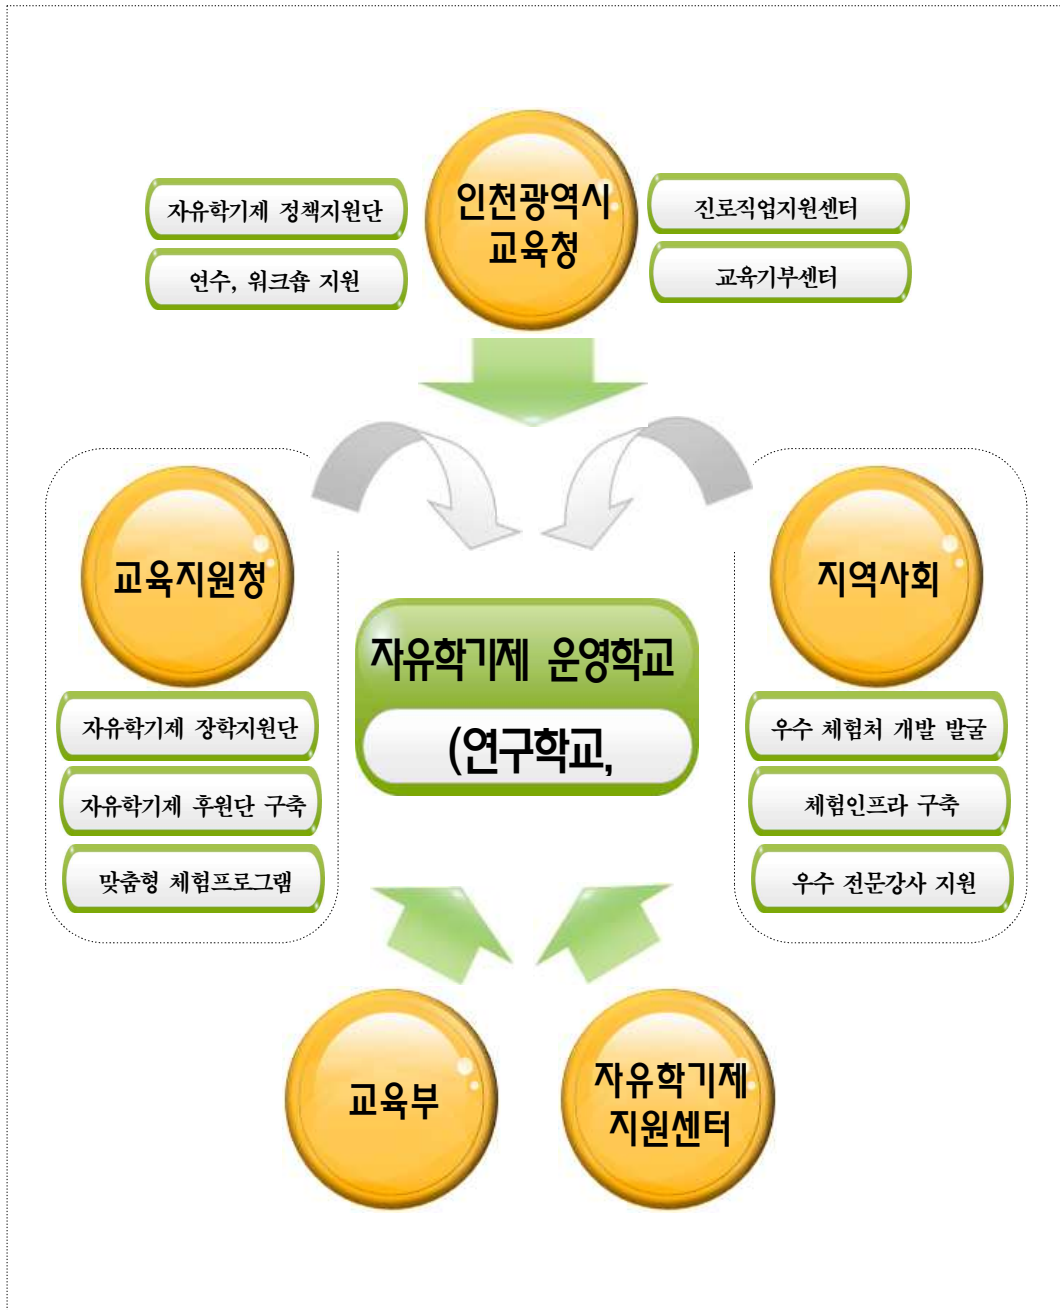 자유학기제 정책지원단
연수, 워크숍 지원
인천광역시
교육청
진로직업지원센터
교육기부센터
교육지원청
자유학기제 장학지원단
자유학기제 후원단 구축
맞춤형 체험프로그램
자유학기제 운영학교
(연구학교,
지역사회
우수 체험처 개발 발굴
체험인프라 구축
우수 전문강사 지원
교육부
자유학기제
지원센터